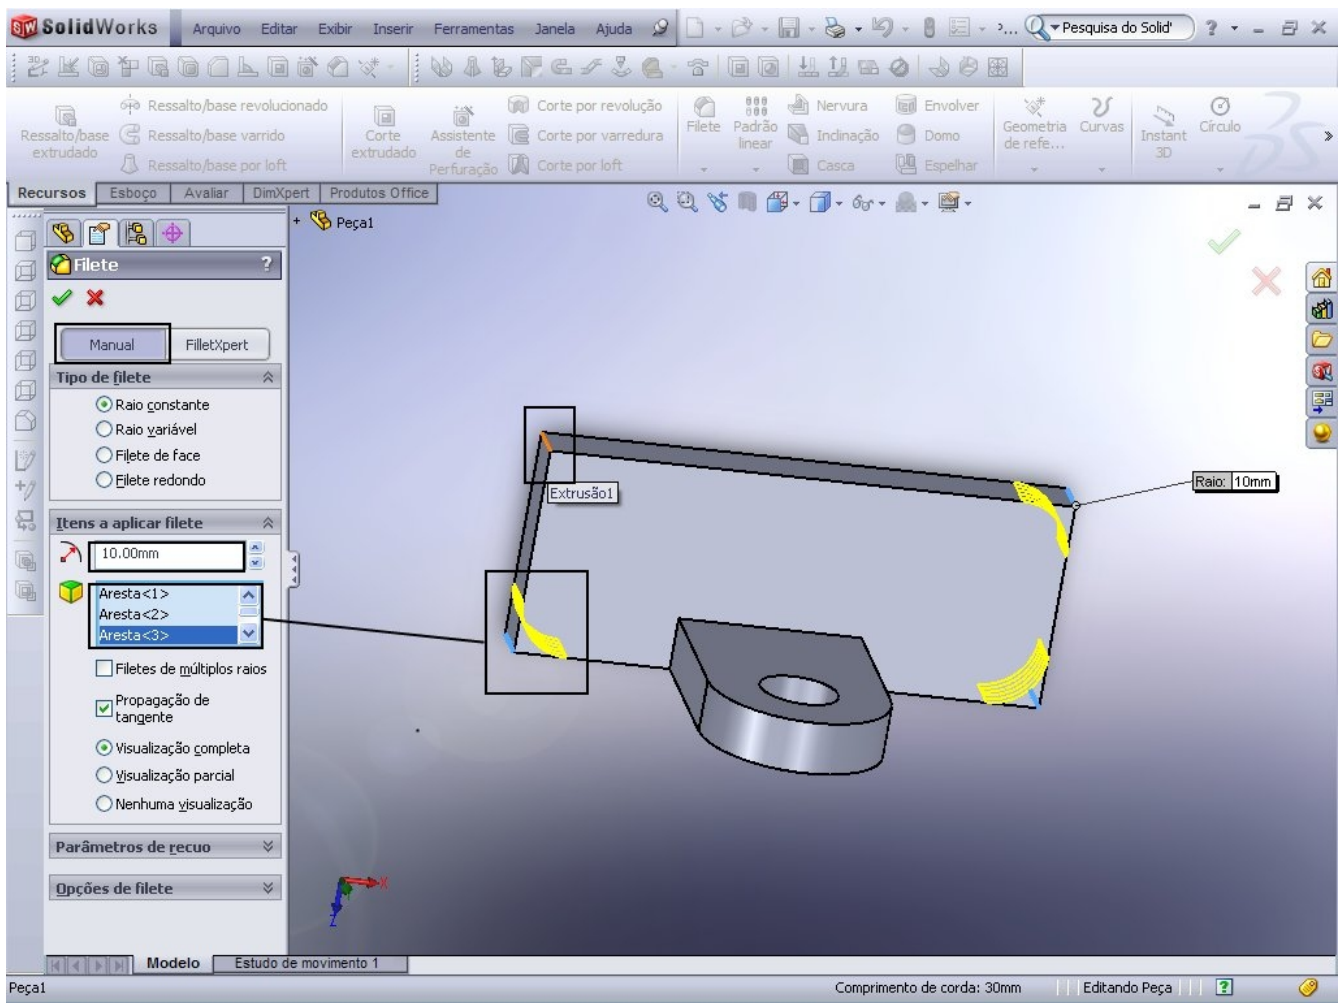 SolidWorks Arquivo Editar Exibir Inserir Ferramentas Janela Ajuda Pesquisa do Solid'
Ressalto/base extrudado
Ressalto/base revolucionado
Ressalto/base varrido
Ressalto/base por loft
Corte extrudado
Assistente de Perfuração
Corte por revolução
Corte por varredura
Corte por loft
Filete
Padrão linear
Nervura
Inclinação
Casca
Envolver
Domo
Espelhar
Geometria de refe...
Curvas
Instant 3D
Círculo
Recursos Esboço Avaliar DimXpert Produtos Office
Peça1
Filete ?
Manual FilletXpert
Tipo de filete
Raio constante
Raio variável
Filete de face
Filete redondo
Itens a aplicar filete
10.00mm
Aresta<1>
Aresta<2>
Aresta<3>
Filetes de múltiplos raios
Propagação de
tangente
Visualização completa
Visualização parcial
Nenhuma visualização
Parâmetros de recuo
Opções de filete
Extrusão1
Raio: 10mm
X
Z
Modelo Estudo de movimento 1
Peça1 Comprimento de corda: 30mm Editando Peça ?